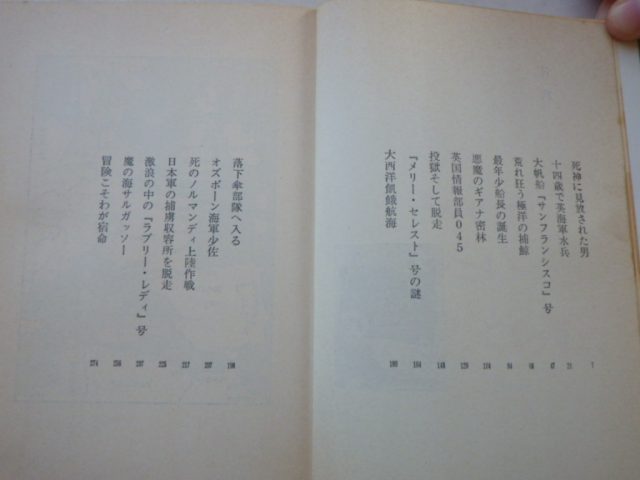 死神に見放された男 7
十四歳で英海軍水兵 21
大帆船『サンフランシスコ』号 47
荒れ狂う極洋の捕鯨
最年少船長の誕生
悪魔のギアナ密林
英国情報部員045
投獄そして脱走
『メリー・セレスト』号の謎
大西洋飢餓航海
落下傘部隊へ入る
オズボーン海軍少佐
死のノルマンディ上陸作戦
日本軍の捕虜収容所を脱走
激浪の中の『ラブリー・レディ』号
魔の海サルガッソー
冒険こそわが宿命